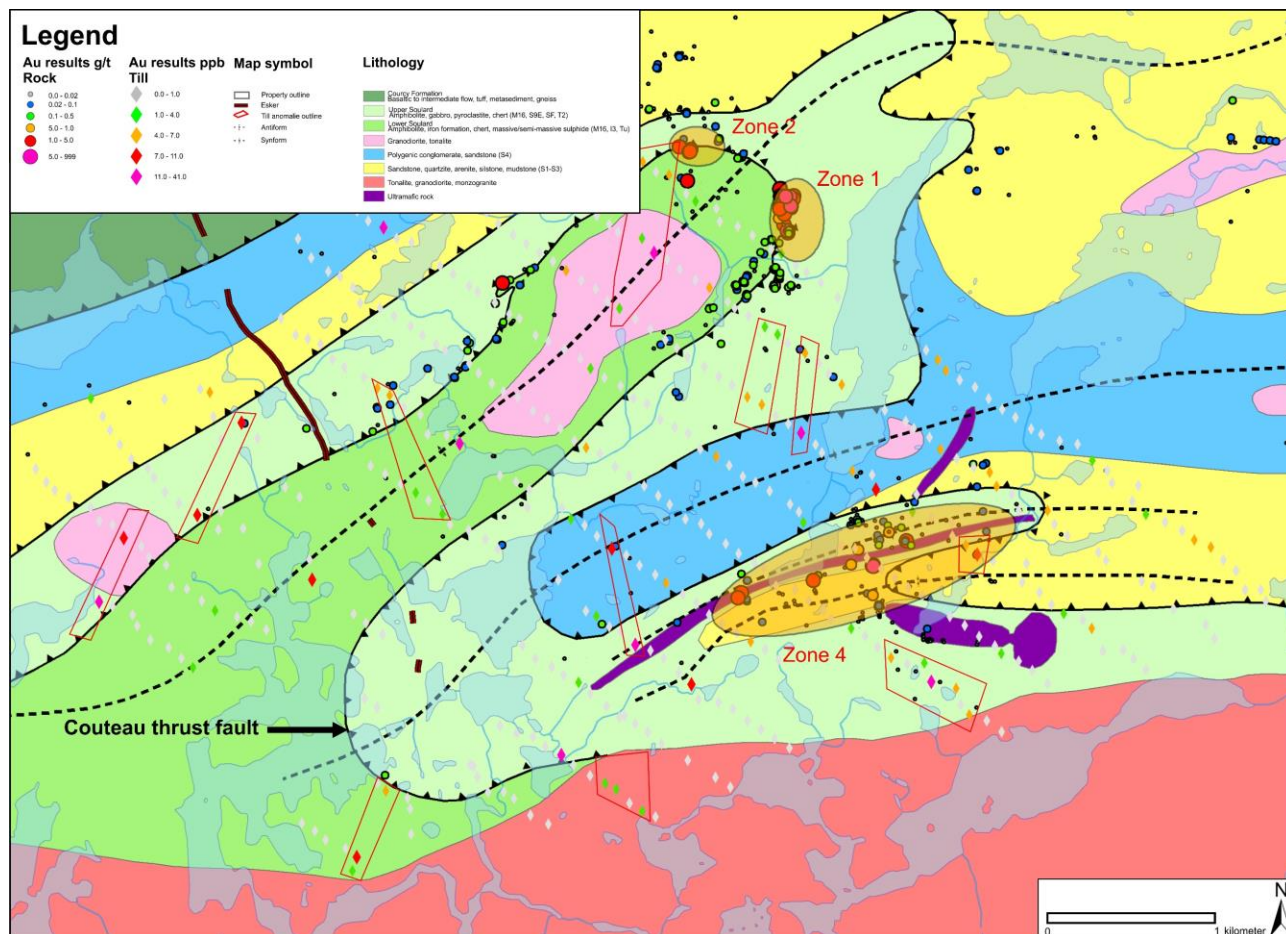 Legend
Au results g/t
Rock
0.0 - 0.02
0.02 - 0.1
0.1 - 0.5
5.0 - 1.0
1.0 - 5.0
5.0 - 999
Au results ppb
Till
0.0 - 1.0
1.0 - 4.0
4.0 - 7.0
7.0 - 11.0
11.0 - 41.0
Map symbol
Property outline
Esker
Till anomalie outline
Antiform
Synform
Lithology
Courcy Formation
Basaltic to intermediate flow, tuff, metasediment, gneiss
Upper Soulard
Amphibolite, gabbro, pyroclastite, chert (M16, S9E, SF, T2)
Lower Soulard
Amphibolite, iron formation, chert, massive/semi-massive sulphide (M16, I3, Tu)
Granodiorite, tonalite
Polygenic conglomerate, sandstone (S4)
Sandstone, quartzite, arenite, silstone, mudstone (S1-S3)
Tonalite, granodiorite, monzogranite
Ultramafic rock
Zone 2
Zone 1
Zone 4
Couteau thrust fault
N
0 1 kilometer